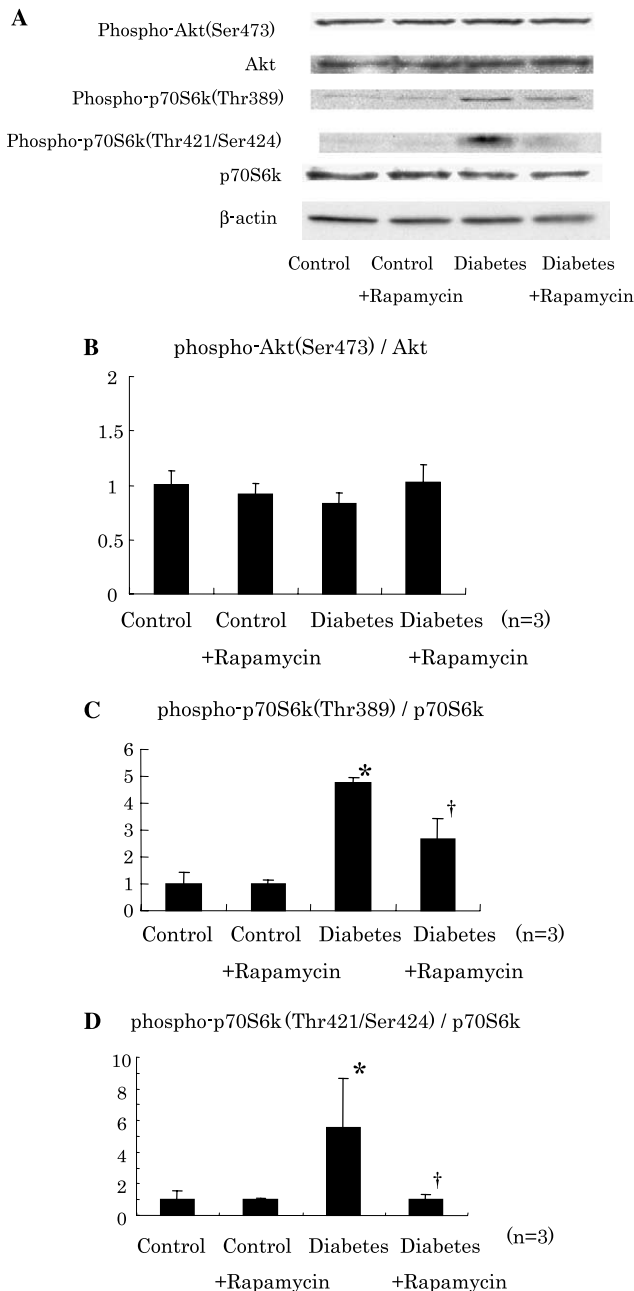 A
Phospho-Akt(Ser473)
Akt
Phospho-p70S6k(Thr389)
Phospho-p70S6k(Thr421/Ser424)
p70S6k
β-actin
Control Control Diabetes Diabetes
+Rapamycin +Rapamycin
B phospho-Akt(Ser473) / Akt
2
1.5
1
0.5
0
Control Control Diabetes Diabetes (n=3)
+Rapamycin +Rapamycin
C phospho-p70S6k(Thr389) / p70S6k
6
5
4
3
2
1
0
*
†
Control Control Diabetes Diabetes (n=3)
+Rapamycin +Rapamycin
D phospho-p70S6k (Thr421/Ser424) / p70S6k
10
8
6
4
2
0
*
†
Control Control Diabetes Diabetes (n=3)
+Rapamycin +Rapamycin